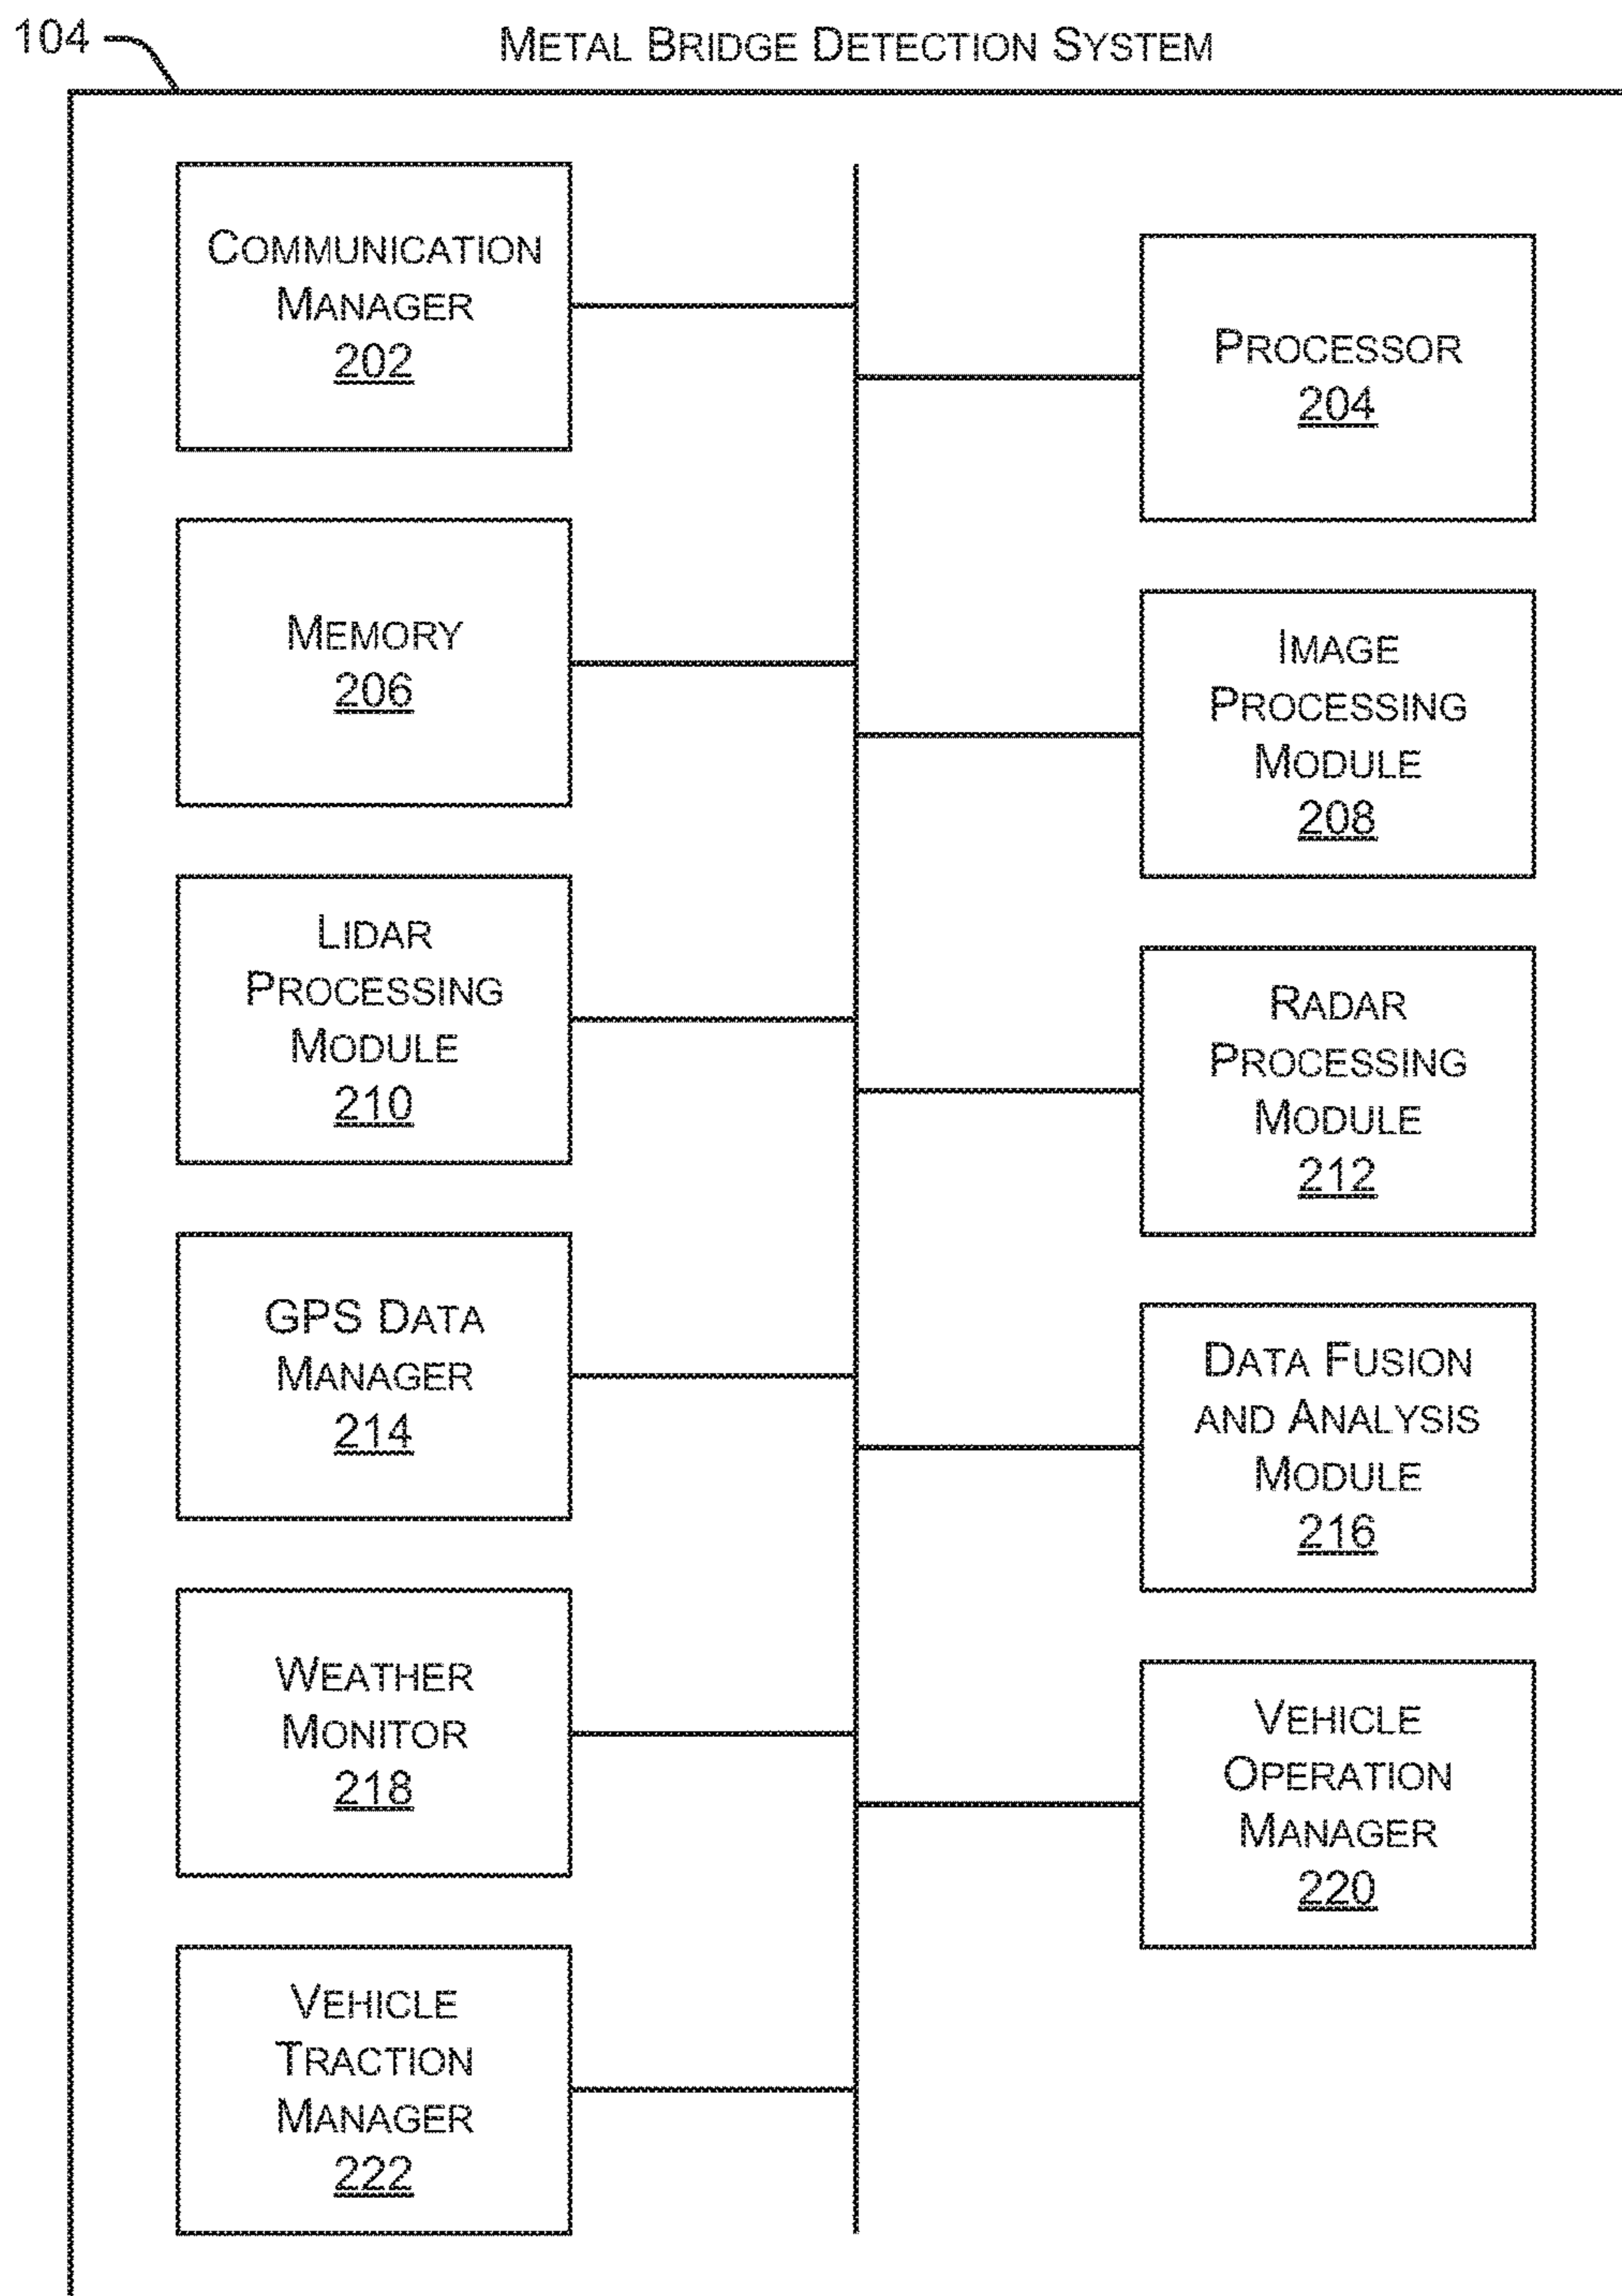 104
METAL BRIDGE DETECTION SYSTEM
COMMUNICATION
MANAGER
202
PROCESSOR
204
MEMORY
206
IMAGE
PROCESSING
MODULE
208
LIDAR
PROCESSING
MODULE
210
RADAR
PROCESSING
MODULE
212
GPS DATA
MANAGER
214
DATA FUSION
AND ANALYSIS
MODULE
216
WEATHER
MONITOR
218
VEHICLE
OPERATION
MANAGER
220
VEHICLE
TRACTION
MANAGER
222